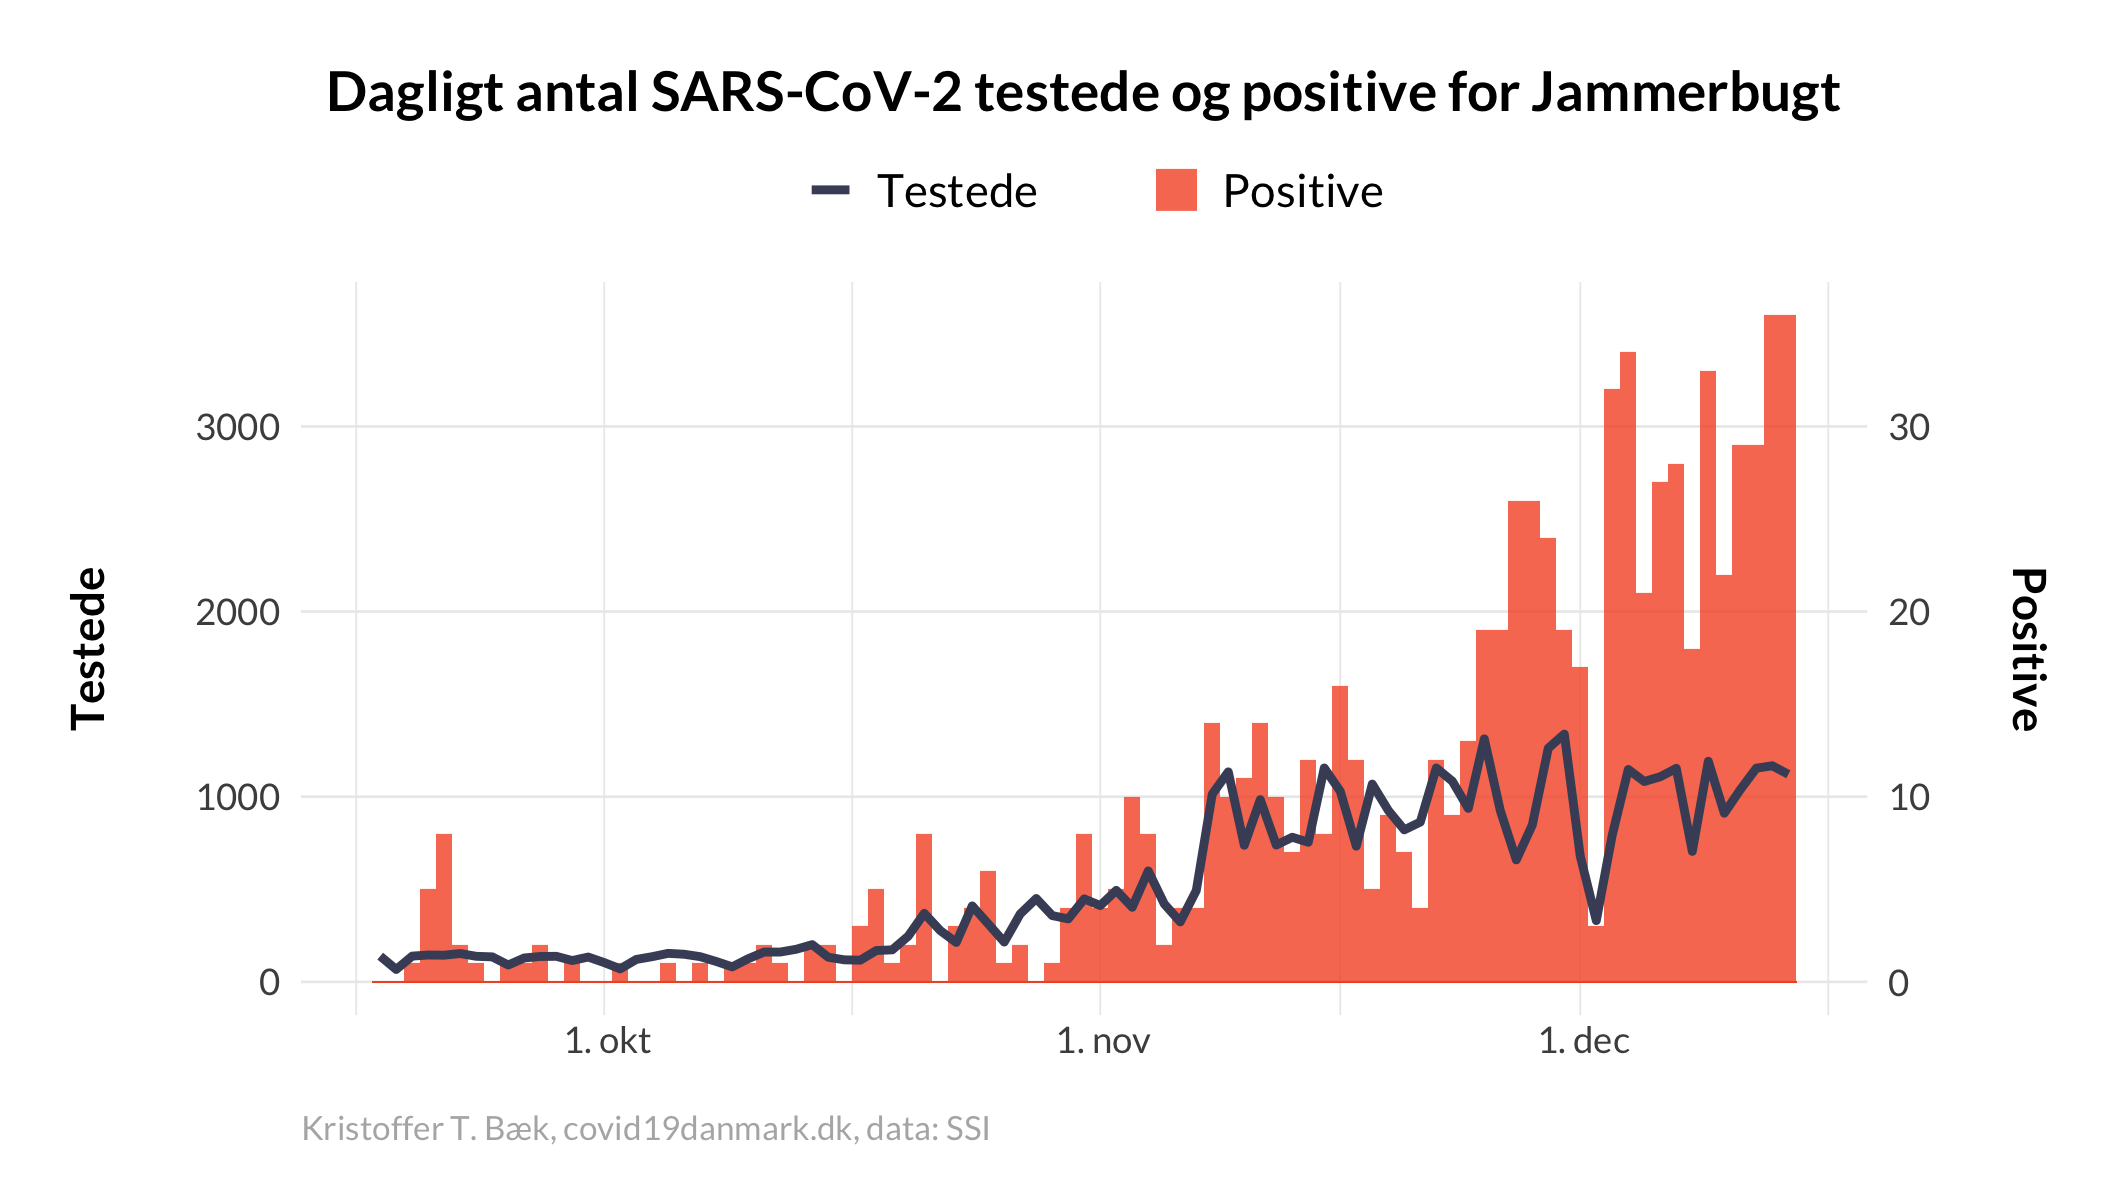 Dagligt antal SARS-CoV-2 testede og positive for Jammerbugt
Testede
Positive
3000
2000
1000
0
30
20
10
0
Testede
Positive
1. okt
1. nov
1. dec
Kristoffer T. Bæk, covid19danmark.dk, data: SSI